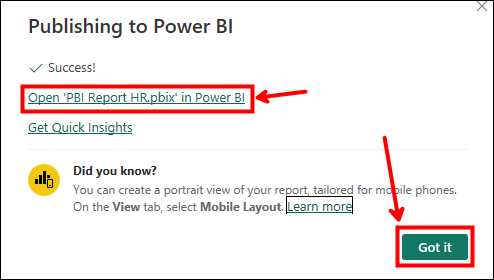 Publishing to Power BI
Success!
Open 'PBI Report HR.pbix' in Power BI
Get Quick Insights
Did you know?
You can create a portrait view of your report, tailored for mobile phones.
On the View tab, select Mobile Layout. Learn more
Got it